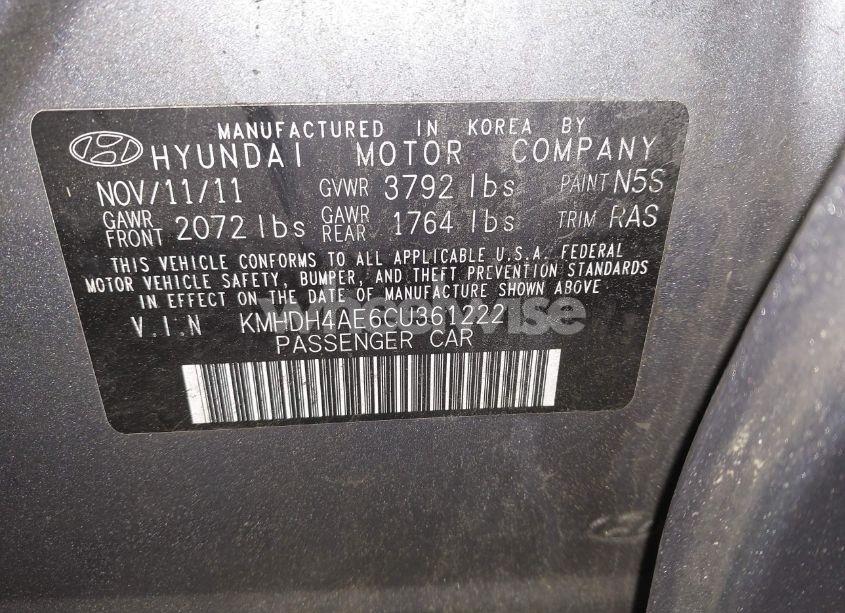 MANUFACTURED IN KOREA BY
HYUNDAI MOTOR COMPANY
NOV/11/11 GVWR 3792 lbs PAINT N5S
GAWR FRONT 2072 lbs GAWR REAR 1764 lbs TRIM RAS
THIS VEHICLE CONFORMS TO ALL APPLICABLE U.S.A. FEDERAL
MOTOR VEHICLE SAFETY, BUMPER, AND THEFT PREVENTION STANDARDS
IN EFFECT ON THE DATE OF MANUFACTURE SHOWN ABOVE
V.I.N KMHDH4AE6CU361222
PASSENGER CAR